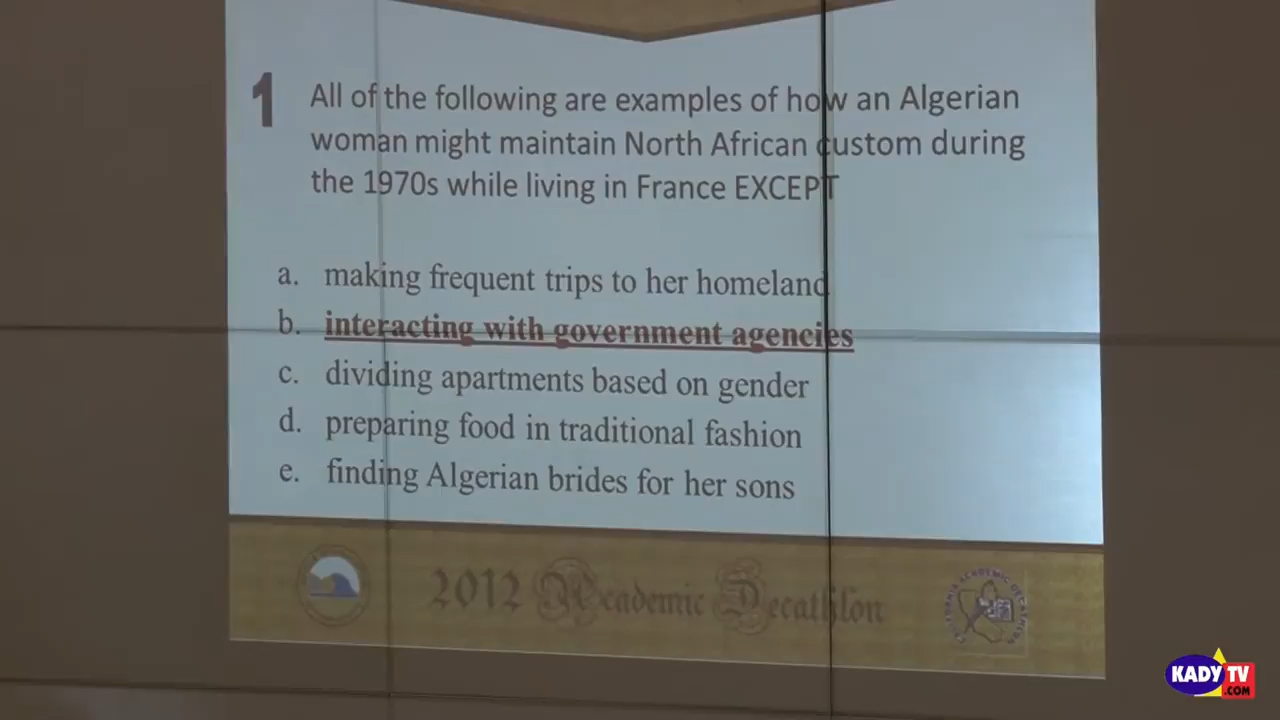 1 All of the following are examples of how an Algerian
woman might maintain North African custom during
the 1970s while living in France EXCEPT
a. making frequent trips to her homeland
b. interacting with government agencies
c. dividing apartments based on gender
d. preparing food in traditional fashion
e. finding Algerian brides for her sons
2012 Academic Decathlon
CALIFORNIA ACADEMIC DECATHLON
KADY TV
.COM